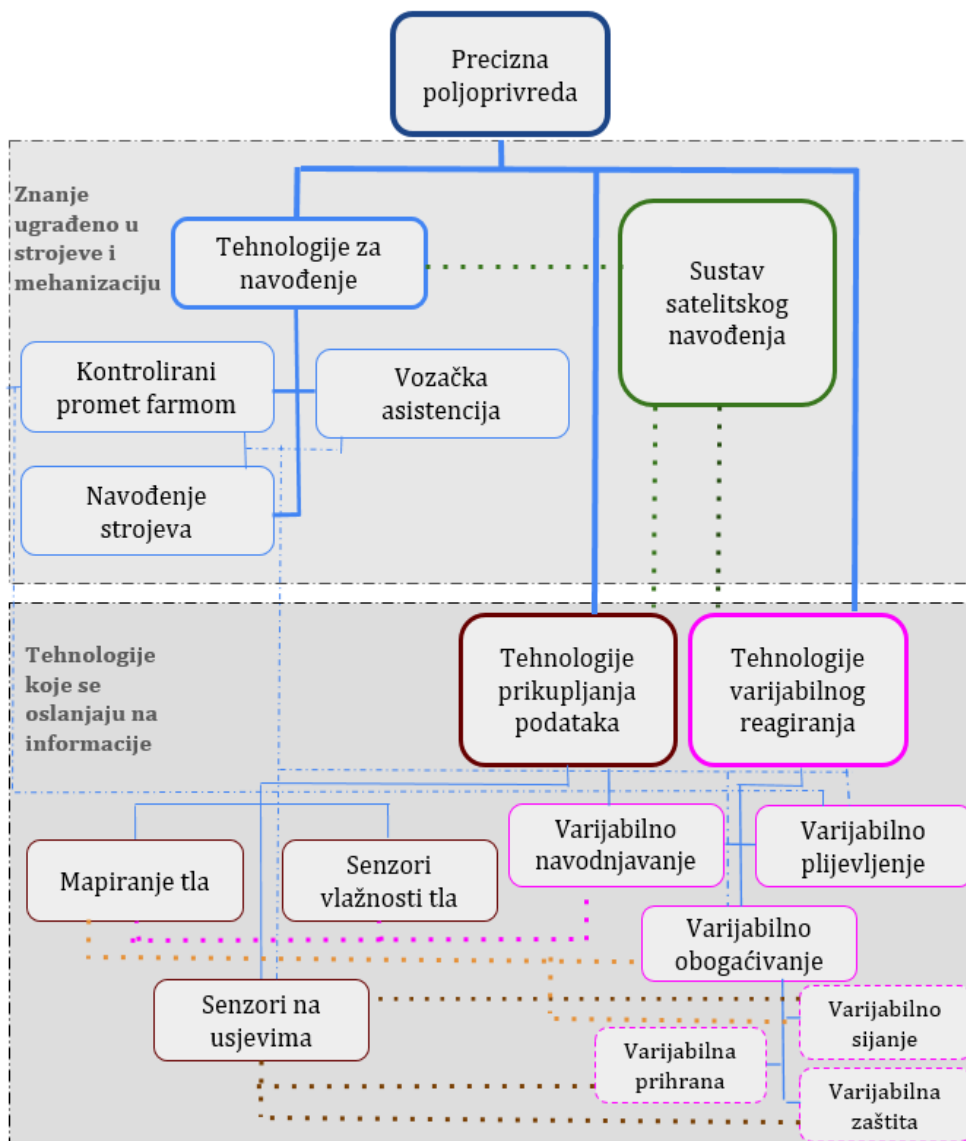 Precizna
poljoprivreda
Znanje
ugrađeno u
strojeve i
mehanizaciju
Tehnologije za
navođenje
Sustav
satelitskog
navođenja
Kontrolirani
promet farmom
Vozačka
asistencija
Navođenje
strojeva
Tehnologije
koje se
oslanjaju na
informacije
Tehnologije
prikupljanja
podataka
Tehnologije
varijabilnog
reagiranja
Mapiranje tla
Senzori
vlažnosti tla
Varijabilno
navodnjavanje
Varijabilno
plijevljenje
Varijabilno
obogaćivanje
Senzori na
usjevima
Varijabilno
sijanje
Varijabilna
prihrana
Varijabilna
zaštita